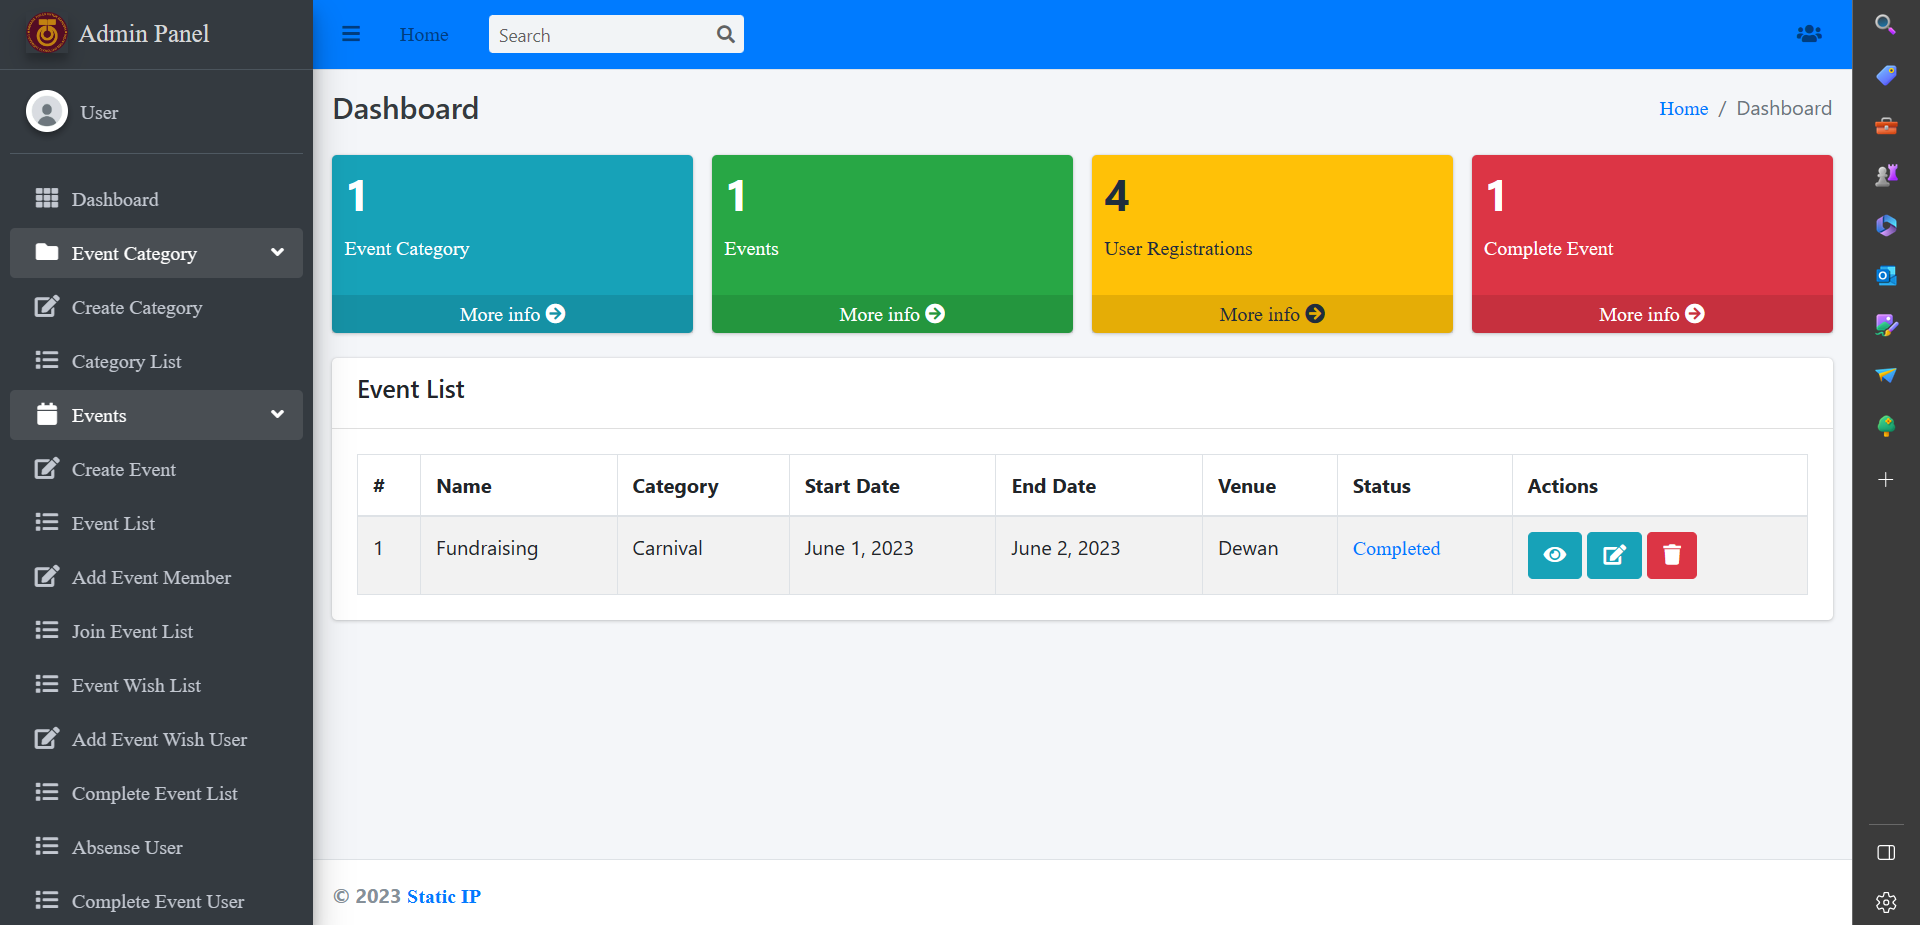 Admin Panel
Home
Search
User
Dashboard
Event Category
Create Category
Category List
Events
Create Event
Event List
Add Event Member
Join Event List
Event Wish List
Add Event Wish User
Complete Event List
Absense User
Complete Event User
Dashboard
Home / Dashboard
1
Event Category
More info
1
Events
More info
4
User Registrations
More info
1
Complete Event
More info
Event List
# Name Category Start Date End Date Venue Status Actions
1 Fundraising Carnival June 1, 2023 June 2, 2023 Dewan Completed
© 2023 Static IP